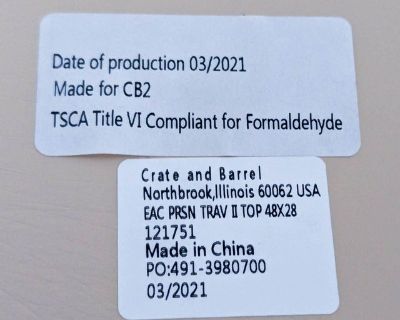 Date of production 03/2021
Made for CB2
TSCA Title VI Compliant for Formaldehyde
Crate and Barrel
Northbrook,Illinois 60062 USA
EAC PRSN TRAV II TOP 48X28
121751
Made in China
PO:491-3980700
03/2021